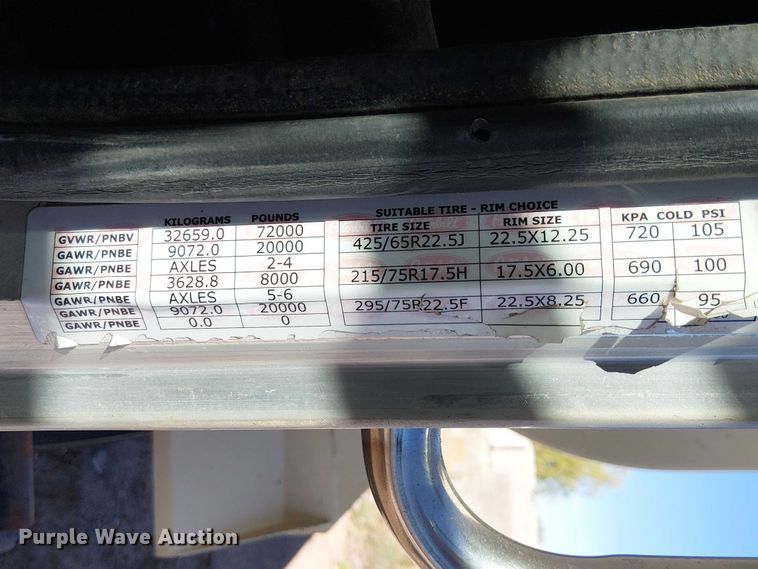 SUITABLE TIRE - RIM CHOICE
KILOGRAMS POUNDS TIRE SIZE RIM SIZE KPA COLD PSI
GVWR/PNBV 32659.0 72000
GAWR/PNBE 9072.0 20000 425/65R22.5J 22.5X12.25 720 105
GAWR/PNBE AXLES 2-4
GAWR/PNBE 3628.8 8000 215/75R17.5H 17.5X6.00 690 100
GAWR/PNBE AXLES 5-6
GAWR/PNBE 9072.0 20000 295/75R22.5F 22.5X8.25 660 95
0.0 0
Purple Wave Auction